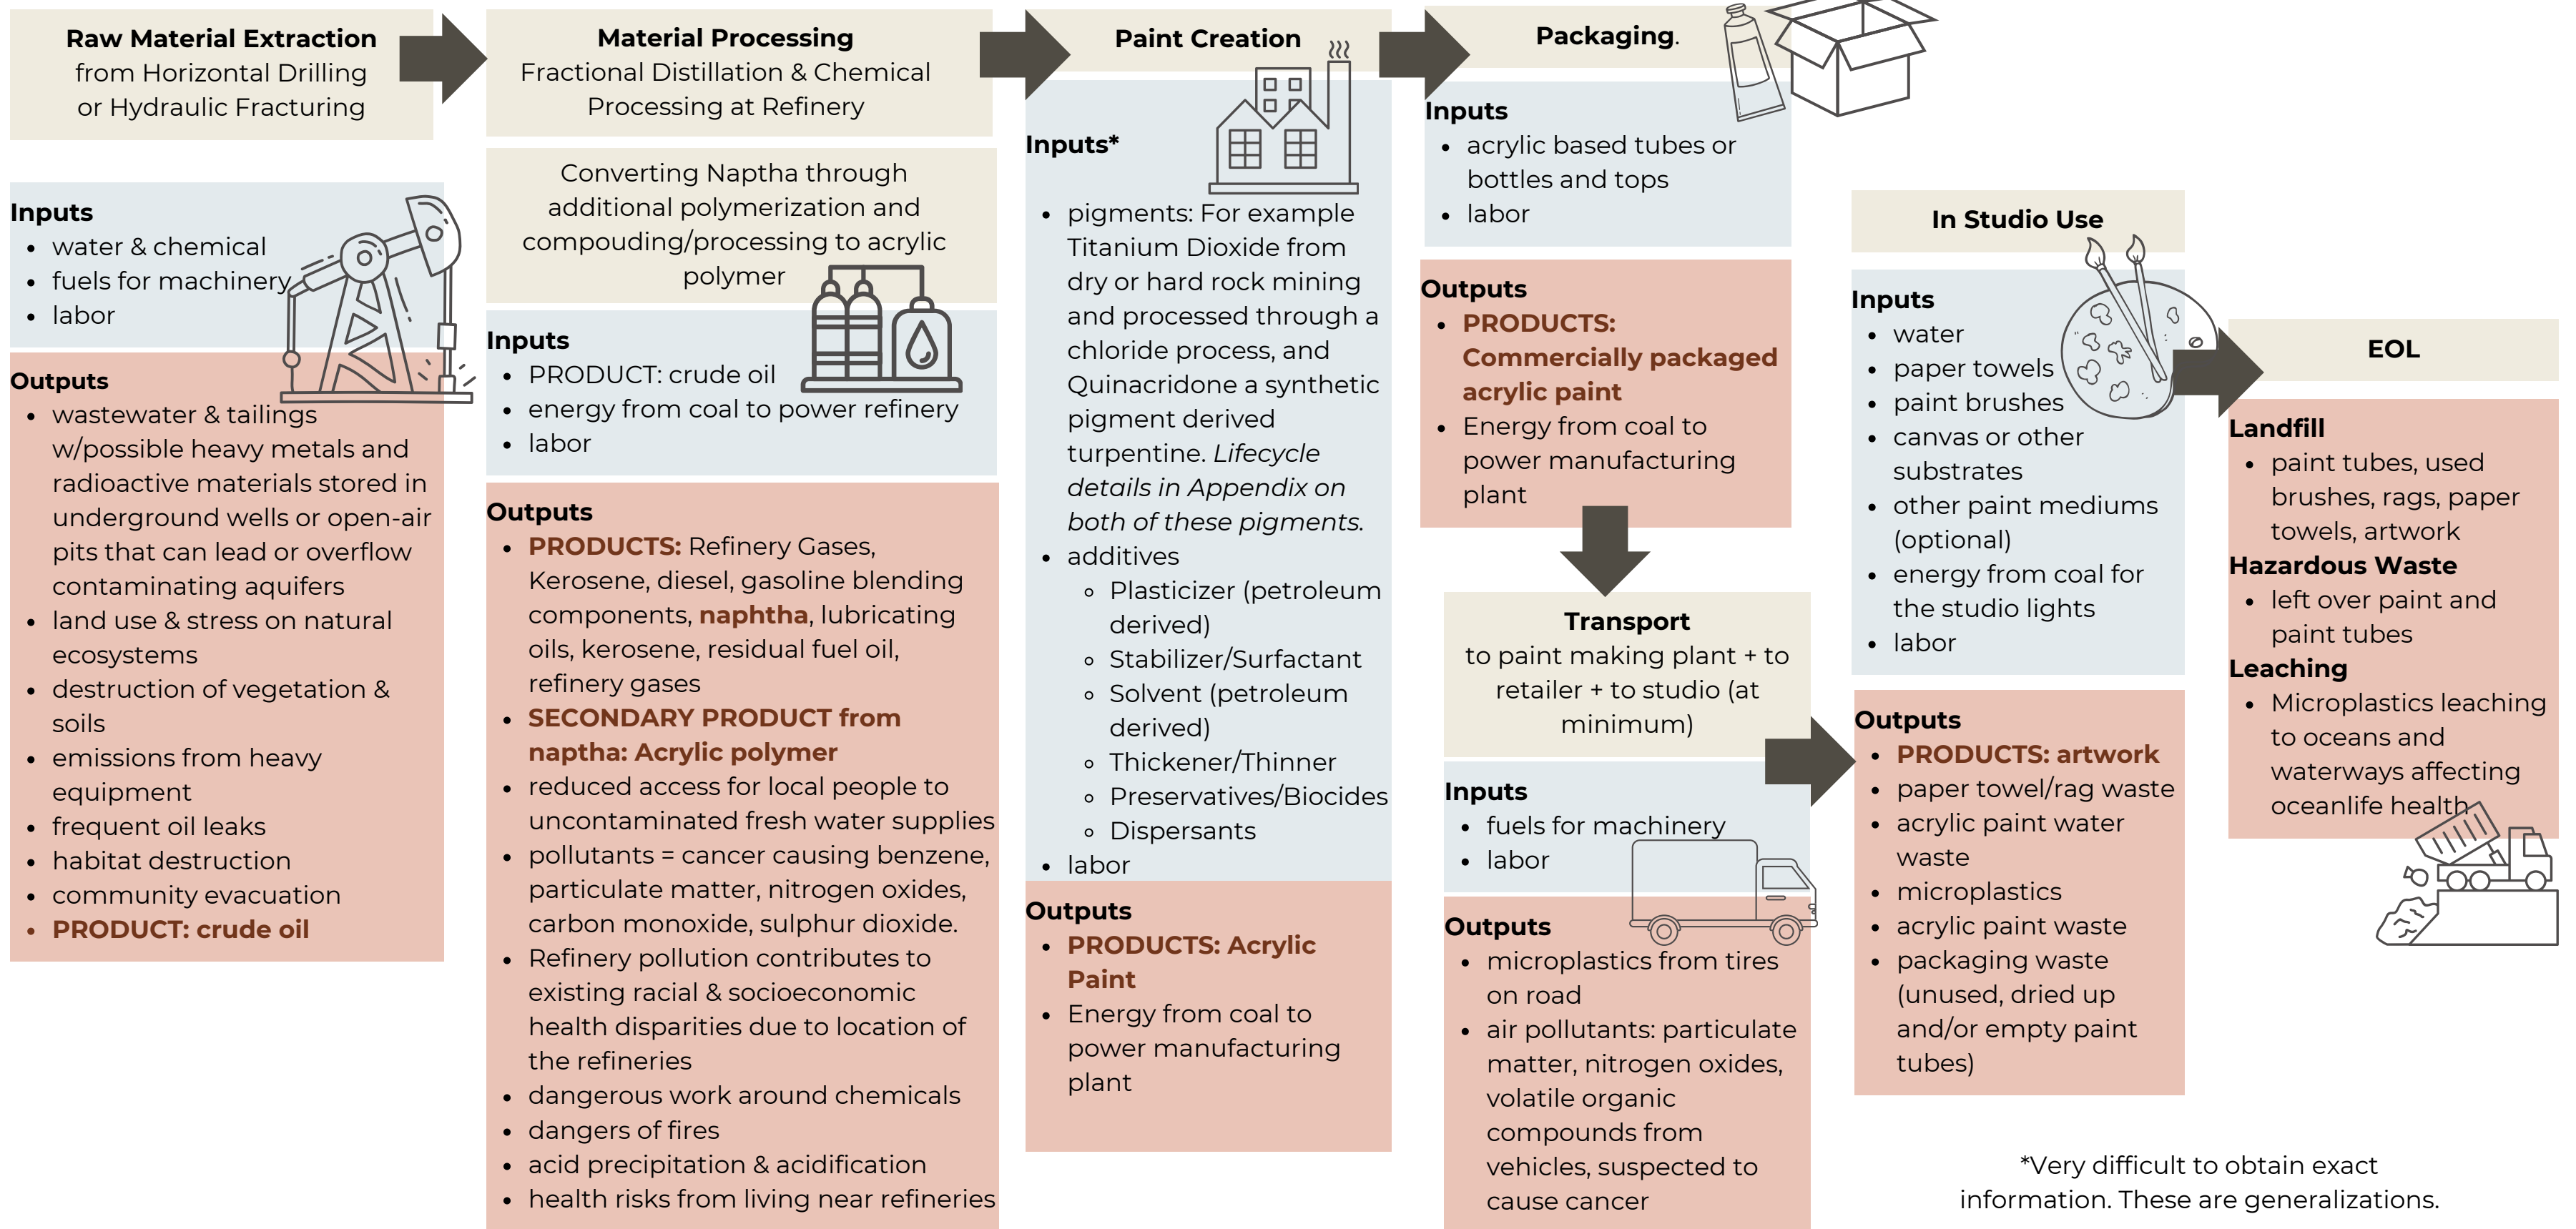 Raw Material Extraction
from Horizontal Drilling
or Hydraulic Fracturing
Inputs
• water & chemical
• fuels for machinery
• labor
Outputs
• wastewater & tailings
w/possible heavy metals and
radioactive materials stored in
underground wells or open-air
pits that can lead or overflow
contaminating aquifers
• land use & stress on natural
ecosystems
• destruction of vegetation &
soils
• emissions from heavy
equipment
• frequent oil leaks
• habitat destruction
• community evacuation
• PRODUCT: crude oil
Material Processing
Fractional Distillation & Chemical
Processing at Refinery
Converting Naptha through
additional polymerization and
compouding/processing to acrylic
polymer
Inputs
• PRODUCT: crude oil
• energy from coal to power refinery
• labor
Outputs
• PRODUCTS: Refinery Gases,
Kerosene, diesel, gasoline blending
components, naphtha, lubricating
oils, kerosene, residual fuel oil,
refinery gases
• SECONDARY PRODUCT from
naptha: Acrylic polymer
• reduced access for local people to
uncontaminated fresh water supplies
• pollutants = cancer causing benzene,
particulate matter, nitrogen oxides,
carbon monoxide, sulphur dioxide.
• Refinery pollution contributes to
existing racial & socioeconomic
health disparities due to location of
the refineries
• dangerous work around chemicals
• dangers of fires
• acid precipitation & acidification
• health risks from living near refineries
Paint Creation
Inputs*
• pigments: For example
Titanium Dioxide from
dry or hard rock mining
and processed through a
chloride process, and
Quinacridone a synthetic
pigment derived
turpentine. Lifecycle
details in Appendix on
both of these pigments.
• additives
◦ Plasticizer (petroleum
derived)
◦ Stabilizer/Surfactant
◦ Solvent (petroleum
derived)
◦ Thickener/Thinner
◦ Preservatives/Biocides
◦ Dispersants
• labor
Outputs
• PRODUCTS: Acrylic
Paint
• Energy from coal to
power manufacturing
plant
Packaging.
Inputs
• acrylic based tubes or
bottles and tops
• labor
Outputs
• PRODUCTS:
Commercially packaged
acrylic paint
• Energy from coal to
power manufacturing
plant
Transport
to paint making plant + to
retailer + to studio (at
minimum)
Inputs
• fuels for machinery
• labor
Outputs
• microplastics from tires
on road
• air pollutants: particulate
matter, nitrogen oxides,
volatile organic
compounds from
vehicles, suspected to
cause cancer
In Studio Use
Inputs
• water
• paper towels
• paint brushes
• canvas or other
substrates
• other paint mediums
(optional)
• energy from coal for
the studio lights
• labor
Outputs
• PRODUCTS: artwork
• paper towel/rag waste
• acrylic paint water
waste
• microplastics
• acrylic paint waste
• packaging waste
(unused, dried up
and/or empty paint
tubes)
EOL
Landfill
• paint tubes, used
brushes, rags, paper
towels, artwork
Hazardous Waste
• left over paint and
paint tubes
Leaching
• Microplastics leaching
to oceans and
waterways affecting
oceanlife health
*Very difficult to obtain exact
information. These are generalizations.